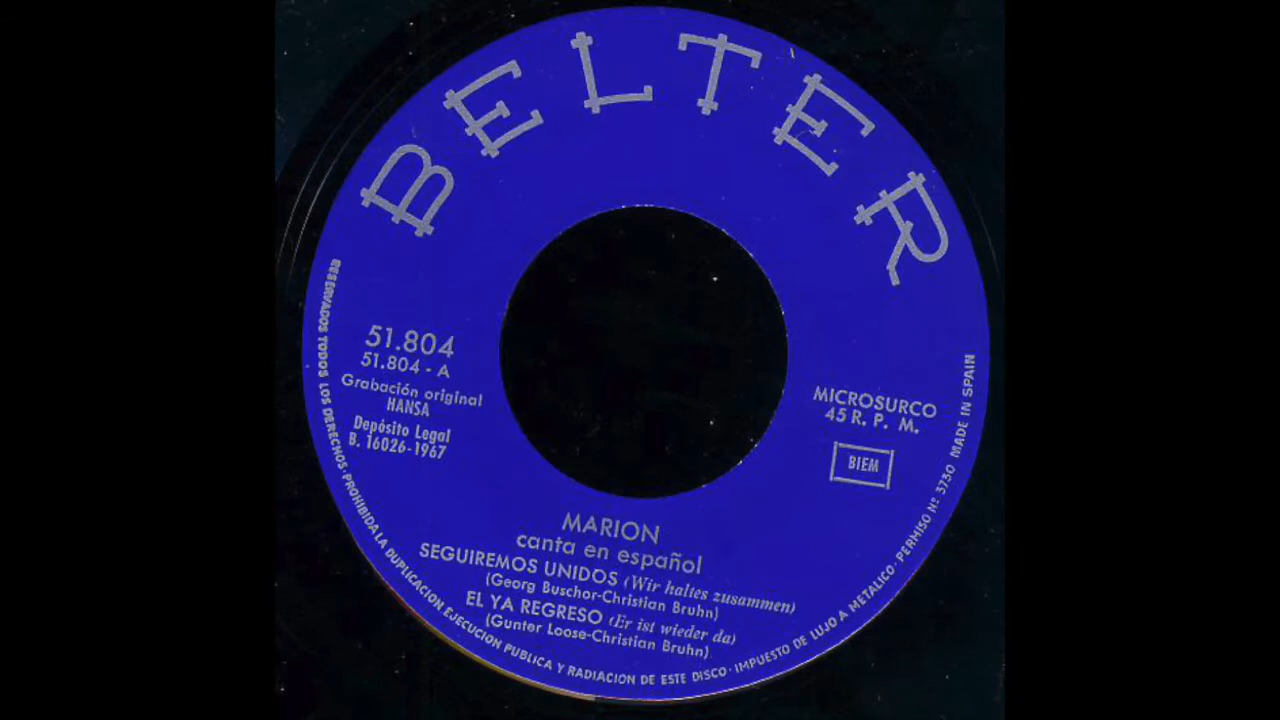 BELTER
51.804
51.804 - A
Grabación original
HANSA
Depósito Legal
B. 16026-1967
MICROSURCO
45 R. P. M.
BIEM
MARION
canta en español
SEGUIREMOS UNIDOS (Wir haltes zusammen)
(Georg Buschor-Christian Bruhn)
EL YA REGRESO (Er ist wieder da)
(Gunter Loose-Christian Bruhn)
RESERVADOS TODOS LOS DERECHOS·PROHIBIDA LA DUPLICACION EJECUCION PUBLICA Y RADIACION DE ESTE DISCO· IMPUESTO DE LUJO A METALICO·PERMISO Nº 3730 MADE IN SPAIN